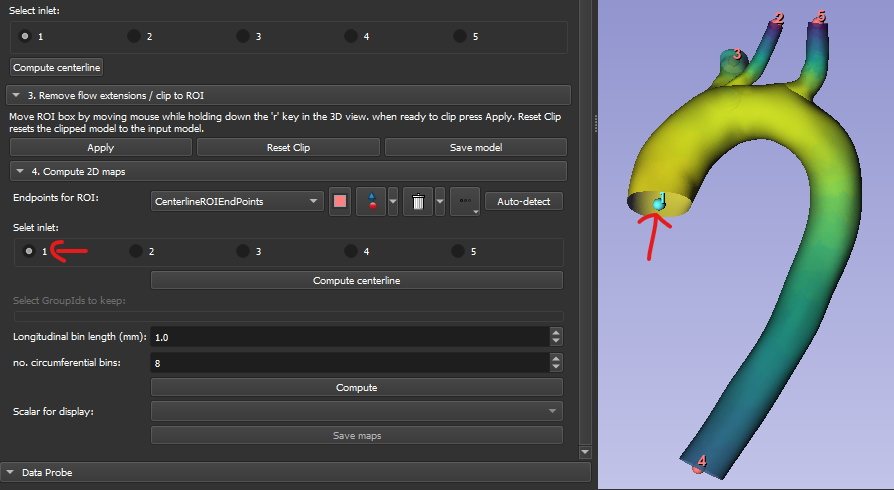 Select inlet:
1 2 3 4 5
Compute centerline
3. Remove flow extensions / clip to ROI
Move ROI box by moving mouse while holding down the 'r' key in the 3D view. when ready to clip press Apply. Reset Clip
resets the clipped model to the input model.
Apply Reset Clip Save model
4. Compute 2D maps
Endpoints for ROI: CenterlineROIEndPoints Auto-detect
Selet inlet:
1 2 3 4 5
Compute centerline
Select GroupIds to keep:
Longitudinal bin length (mm): 1.0
no. circumferential bins: 8
Compute
Scalar for display:
Save maps
Data Probe
2 5
3
1
4